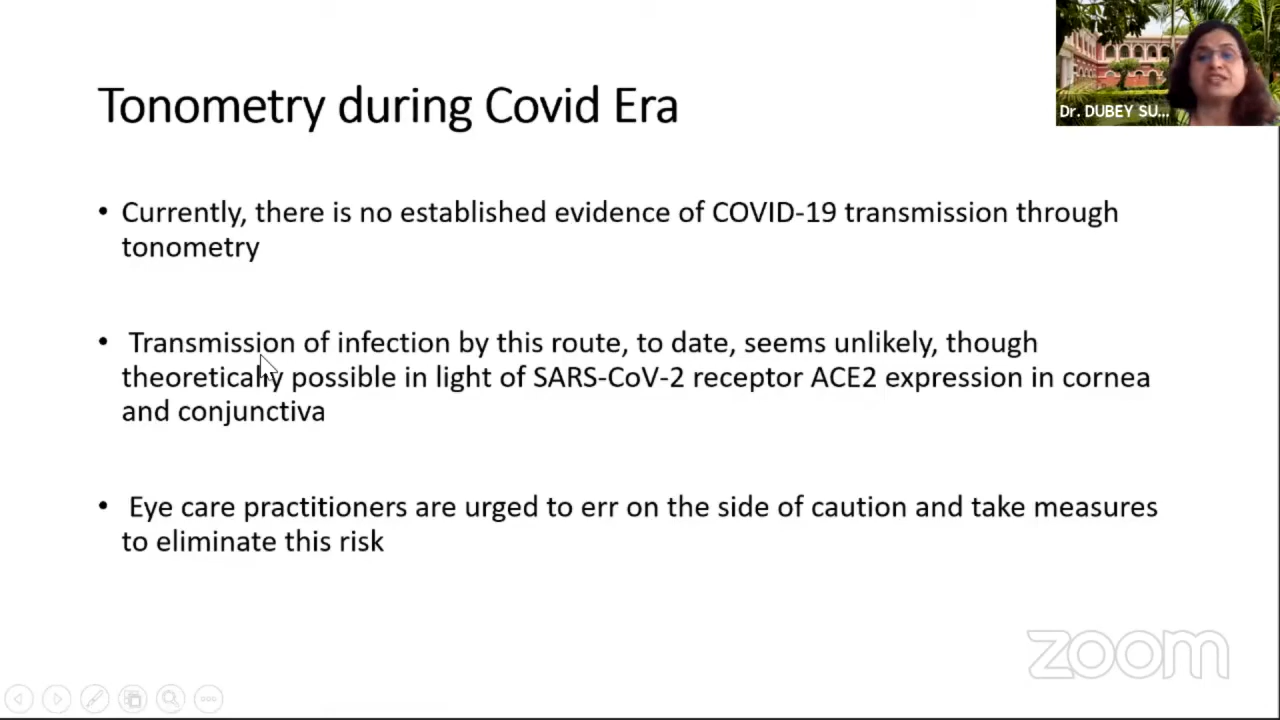 Tonometry during Covid Era
Dr. DUBEY SU...
• Currently, there is no established evidence of COVID-19 transmission through
tonometry
• Transmission of infection by this route, to date, seems unlikely, though
theoretically possible in light of SARS-CoV-2 receptor ACE2 expression in cornea
and conjunctiva
• Eye care practitioners are urged to err on the side of caution and take measures
to eliminate this risk
zoom